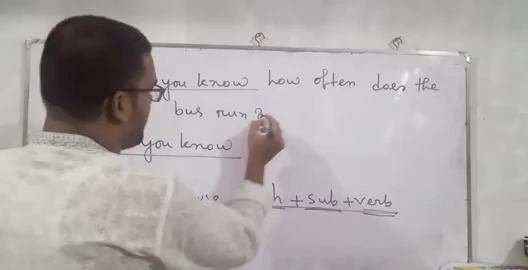 you know how often does the
bus run ?
you know
h + sub + verb